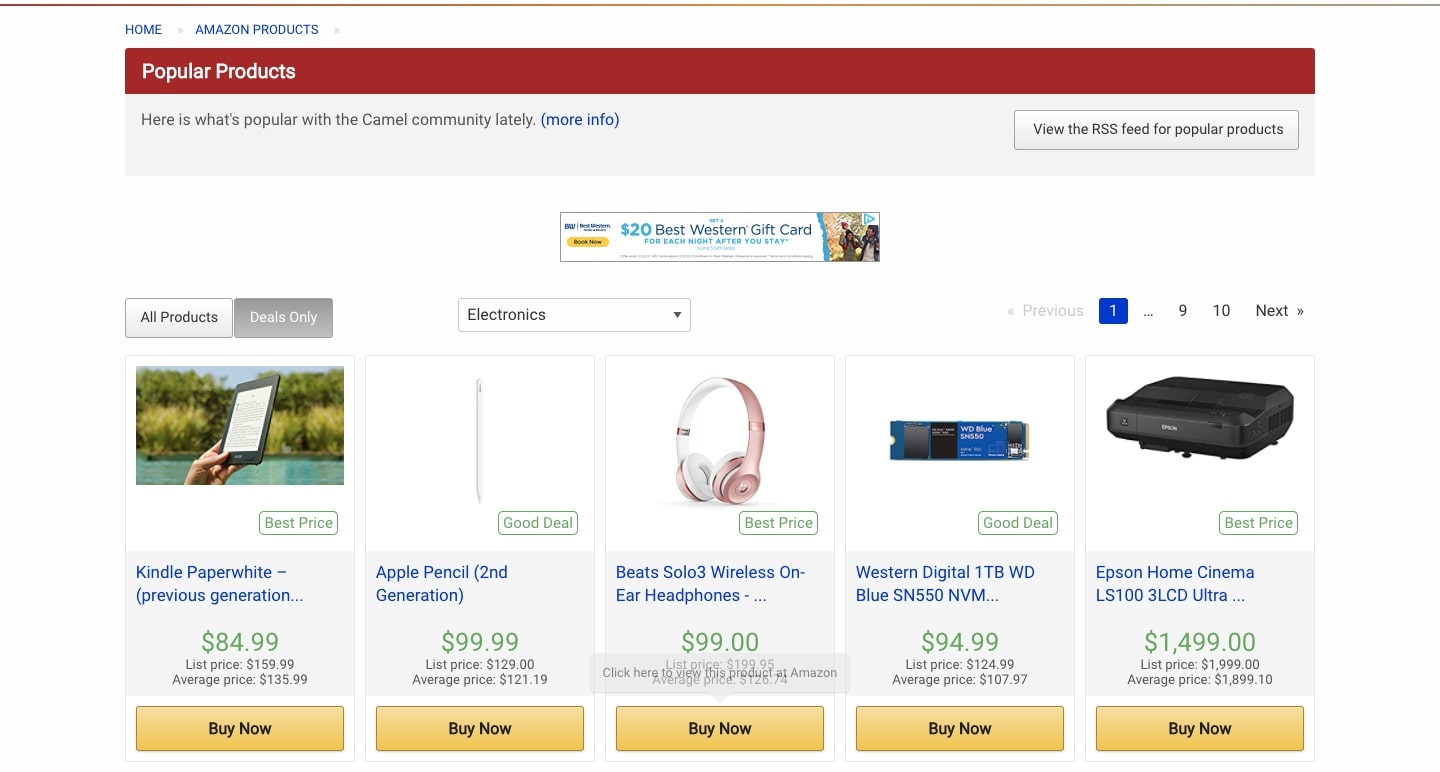 HOME » AMAZON PRODUCTS »
Popular Products
Here is what's popular with the Camel community lately. (more info)
View the RSS feed for popular products
BW Best Western
Book Now
GET A
$20 Best Western Gift Card
FOR EACH NIGHT AFTER YOU STAY*
All Products
Deals Only
Electronics
« Previous 1 ... 9 10 Next »
EPSON
WD Blue
SN550
Best Price
Good Deal
Best Price
Good Deal
Best Price
Kindle Paperwhite –
(previous generation...
$84.99
List price: $159.99
Average price: $135.99
Buy Now
Apple Pencil (2nd
Generation)
$99.99
List price: $129.00
Average price: $121.19
Buy Now
Beats Solo3 Wireless On-
Ear Headphones - ...
$99.00
List price: $199.95
Average price: $126.74
Click here to view this product at Amazon
Buy Now
Western Digital 1TB WD
Blue SN550 NVM...
$94.99
List price: $124.99
Average price: $107.97
Buy Now
Epson Home Cinema
LS100 3LCD Ultra ...
$1,499.00
List price: $1,999.00
Average price: $1,899.10
Buy Now